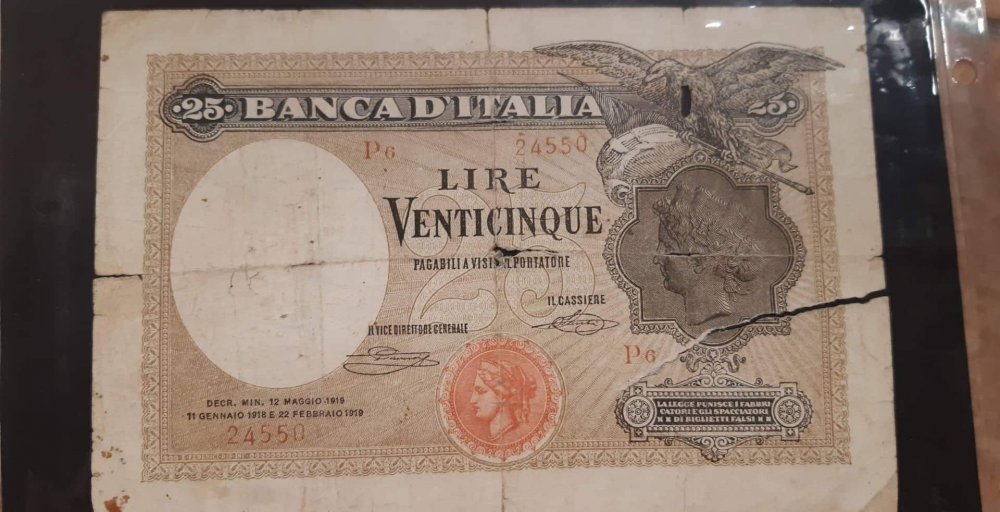 25 BANCA D'ITALIA 25
P6 24550
LIRE
VENTICINQUE
PAGABILI A VISI IL PORTATORE
IL CASSIERE
IL VICE DIRETTORE GENERALE
P6
DECR. MIN. 12 MAGGIO 1919
11 GENNAIO 1918 E 22 FEBBRAIO 1919
24550
LA LEGGE PUNISCE I FABBRI
CATORI E GLI SPACCIATORI
DI BIGLIETTI FALSI